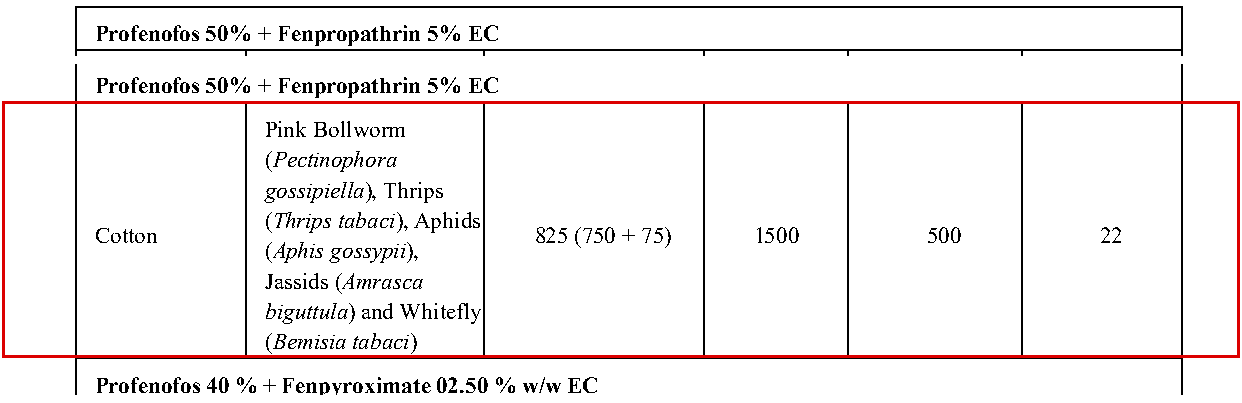 Profenofos 50% + Fenpropathrin 5% EC
Profenofos 50% + Fenpropathrin 5% EC
Cotton
Pink Bollworm
(Pectinophora
gossipiella), Thrips
(Thrips tabaci), Aphids
(Aphis gossypii),
Jassids (Amrasca
biguttula) and Whitefly
(Bemisia tabaci)
825 (750 + 75)
1500
500
22
Profenofos 40 % + Fenpyroximate 02.50 % w/w EC